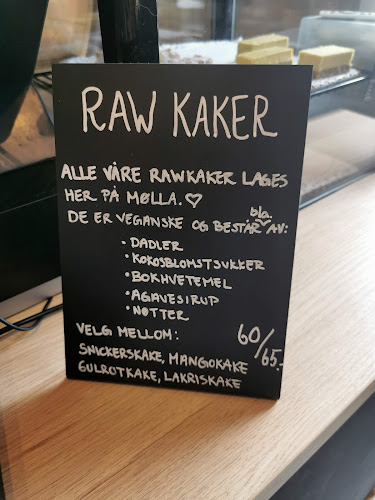 RAW KAKER
ALLE VÅRE RAWKAKER LAGES
HER PÅ MØLLA. ♡
DE ER VEGANSKE OG BESTÅR bla. AV:
• DADLER
• KOKOSBLOMSTSUKKER
• BOKHVETEMEL
• AGAVESIRUP
• NØTTER
VELG MELLOM: 60/65.-
SNICKERSKAKE, MANGOKAKE
GULROTKAKE, LAKRISKAKE